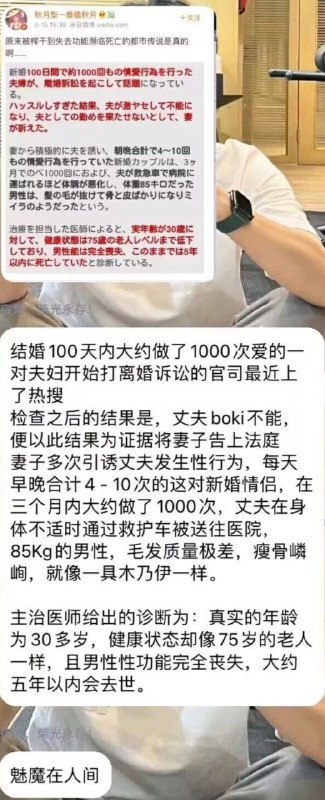 秋月型一番艦秋月
5-15 15:39 来自微博 weibo.com
+关注
原来被榨干到失去功能濒临死亡的都市传说是真的
啊......
新婚100日間で約1000回もの情愛行為を行った
夫婦が、離婚訴訟を起こして話題になっている。
ハッスルしすぎた結果、夫が激ヤセして不能に
なり、夫としての勤めを果たせないとして、妻
が訴えた。
妻から積極的に夫を誘い、朝晩合計で4〜10回
もの情愛行為を行っていた新婚カップルは、3ヶ
月でのべ1000回におよび、夫が救急車で病院に
運ばれるほど体調が悪化し、体重85キロだった
男性は、髪の毛が抜けて骨と皮ばかりになりミ
イラのようだったという。
治療を担当した医師によると、実年齢が30歳に
対して、健康状態は75歳の老人レベルまで低下
しており、男性能は完全喪失、このままでは5年
以内に死亡していたと診断している。
荣光永存！
结婚100天内大约做了1000次爱的一
对夫妇开始打离婚诉讼的官司最近上
了热搜
检查之后的结果是，丈夫boki不能，
便以此结果为证据将妻子告上法庭
妻子多次引诱丈夫发生性行为，每天
早晚合计4－10次的这对新婚情侣，在
三个月内大约做了1000次，丈夫在身
体不适时通过救护车被送往医院，
85Kg的男性，毛发质量极差，瘦骨嶙
峋，就像一具木乃伊一样。
主治医师给出的诊断为：真实的年龄
为30多岁，健康状态却像75岁的老人
一样，且男性性功能完全丧失，大约
五年以内会去世。
荣光永存！
魅魔在人间